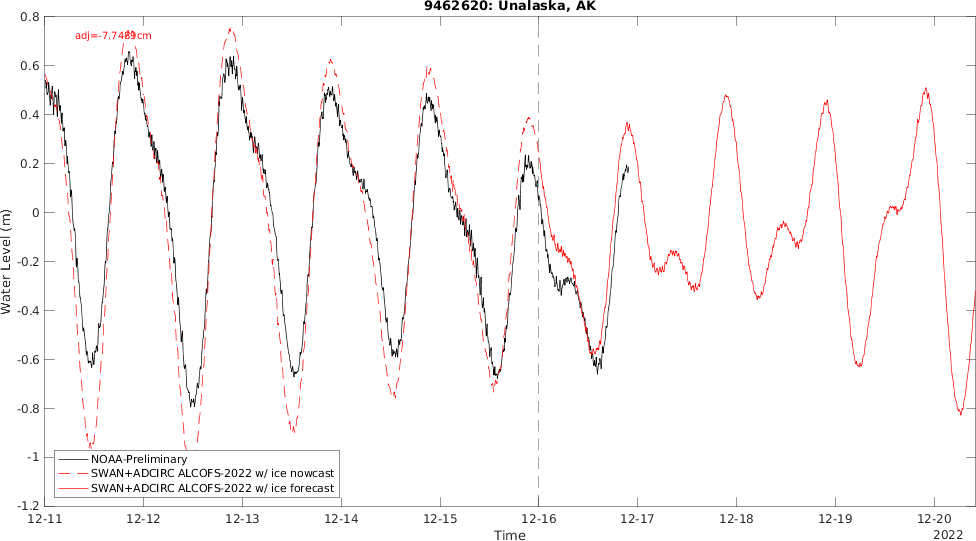 9462620: Unalaska, AK
adj=-7.7489cm
Water Level (m)
0.8
0.6
0.4
0.2
0
-0.2
-0.4
-0.6
-0.8
-1
-1.2
NOAA-Preliminary
SWAN+ADCIRC ALCOFS-2022 w/ ice nowcast
SWAN+ADCIRC ALCOFS-2022 w/ ice forecast
12-11 12-12 12-13 12-14 12-15 12-16 12-17 12-18 12-19 12-20
Time
2022